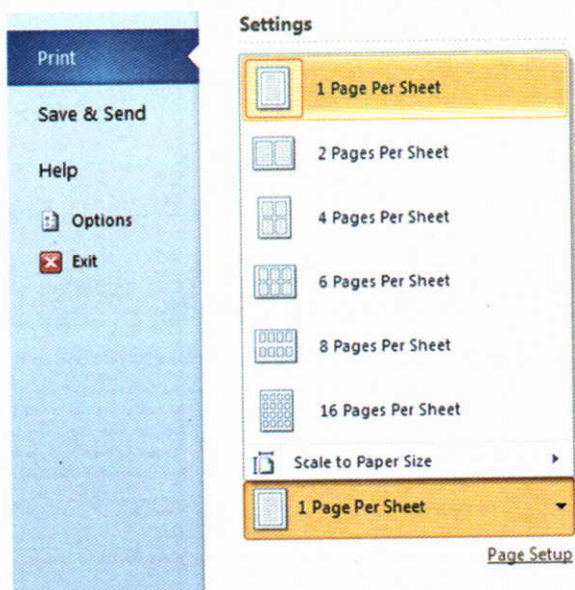 Settings
Print
Save & Send
Help
Options
Exit
1 Page Per Sheet
2 Pages Per Sheet
4 Pages Per Sheet
6 Pages Per Sheet
8 Pages Per Sheet
16 Pages Per Sheet
Scale to Paper Size
1 Page Per Sheet
Page Setup